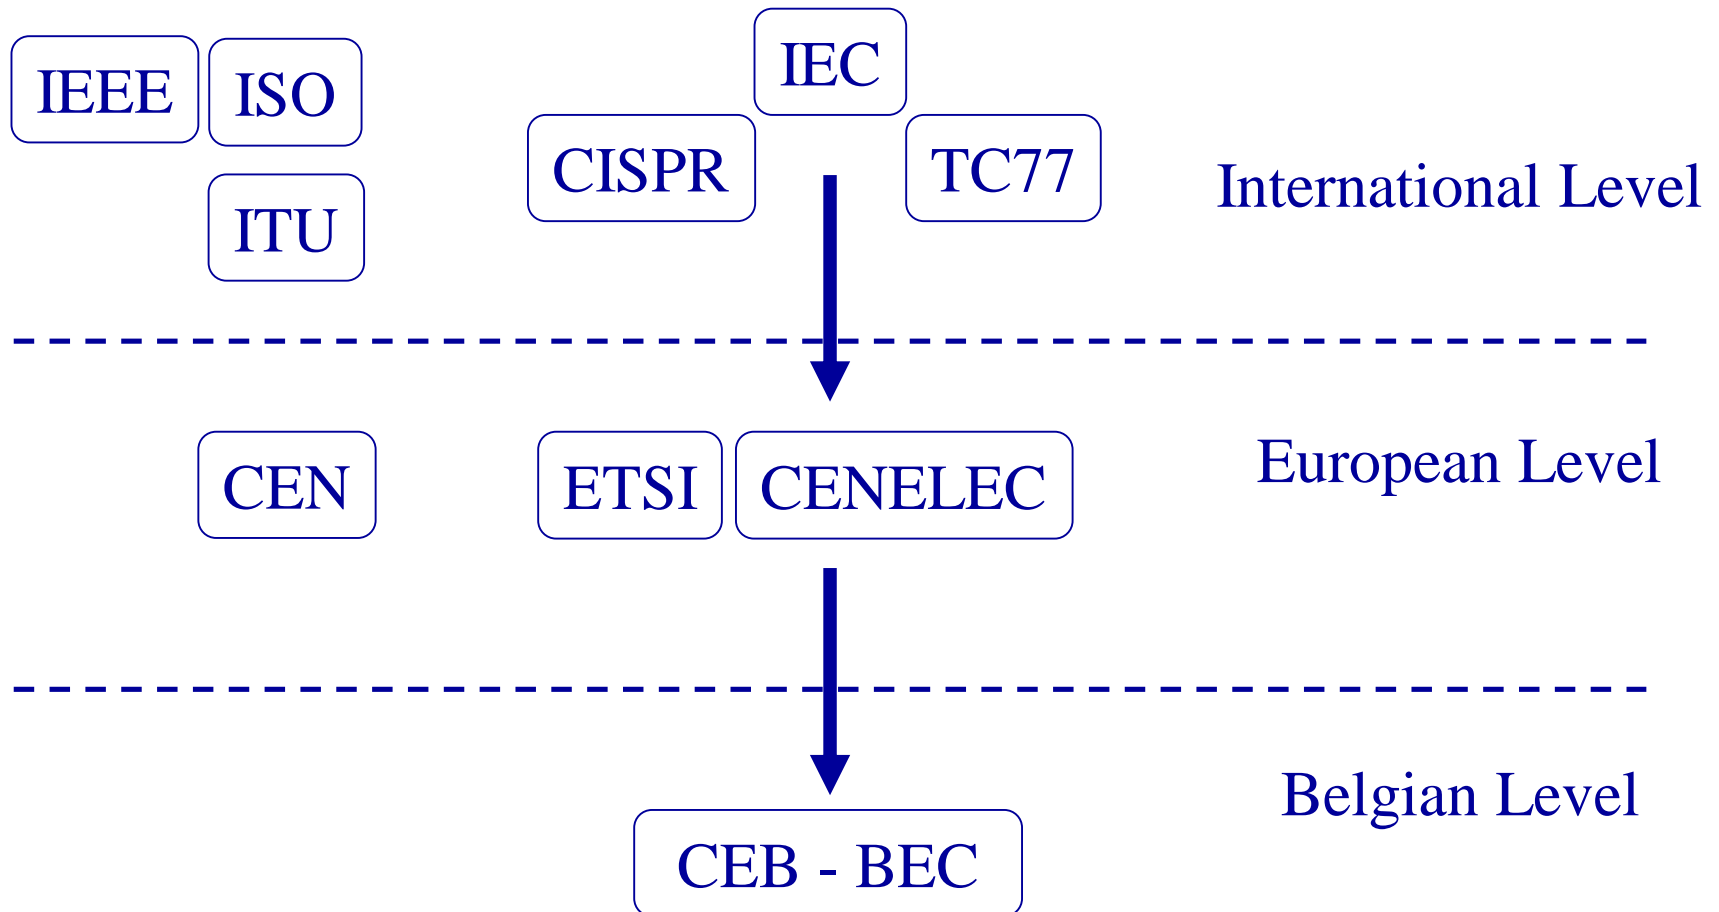 IEEE
ISO
ITU
IEC
CISPR
TC77
International Level
CEN
ETSI
CENELEC
European Level
Belgian Level
CEB - BEC